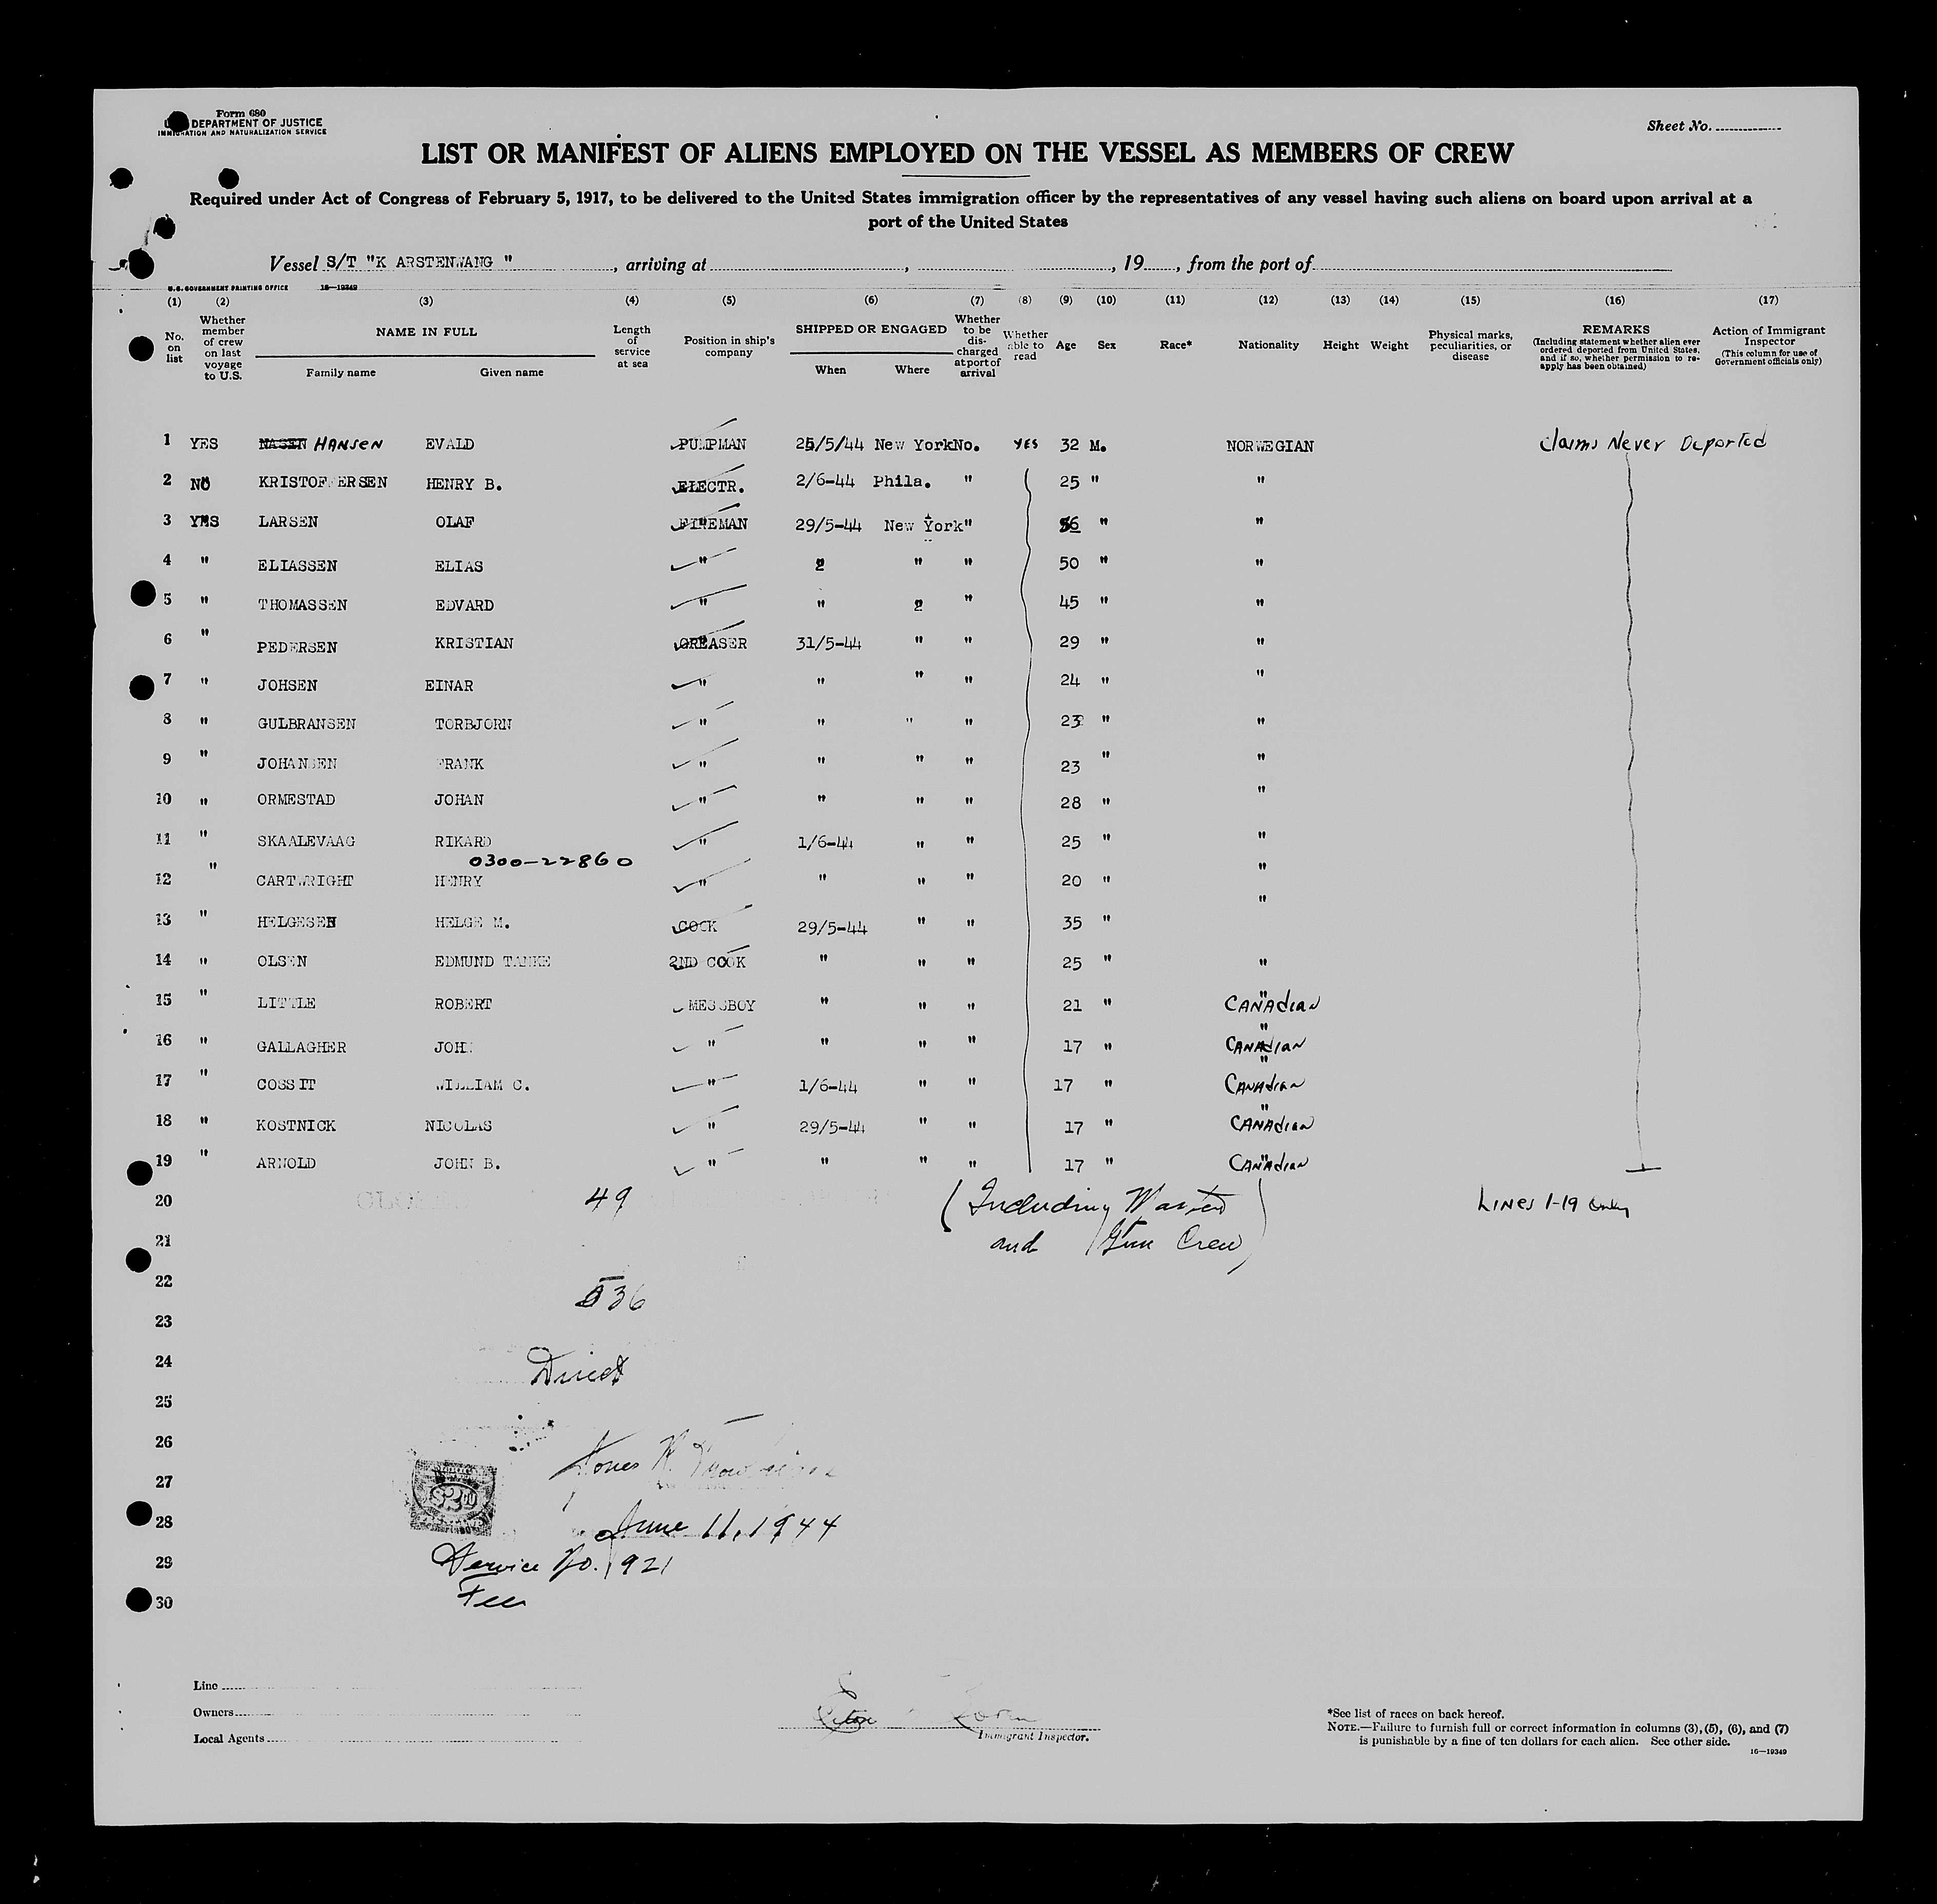 Form 680
DEPARTMENT OF JUSTICE
IMMIGRATION AND NATURALIZATION SERVICE
Sheet No.
LIST OR MANIFEST OF ALIENS EMPLOYED ON THE VESSEL AS MEMBERS OF CREW
Required under Act of Congress of February 5, 1917, to be delivered to the United States immigration officer by the representatives of any vessel having such aliens on board upon arrival at a
port of the United States
Vessel S/T "K ARSTENWANG " , arriving at , , 19 , from the port of
U.S. GOVERNMENT PRINTING OFFICE 16—19349
(1) (2) (3) (4) (5) (6) (7) (8) (9) (10) (11) (12) (13) (14) (15) (16) (17)
No. on list Whether member of crew on last voyage to U.S. NAME IN FULL Family name Given name Length of service at sea Position in ship's company SHIPPED OR ENGAGED When Where Whether to be discharged at port of arrival Whether able to read Age Sex Race* Nationality Height Weight Physical marks, peculiarities, or disease REMARKS (Including statement whether alien ever ordered deported from United States, and if so, whether permission to reapply has been obtained) Action of Immigrant Inspector (This column for use of Government officials only)
1 YES HANSEN EVALD PUMPMAN 25/5/44 New York No. YES 32 M. NORWEGIAN Claims Never Deported
2 NO KRISTOFFERSEN HENRY B. ELECTR. 2/6-44 Phila. " 25 " "
3 YES LARSEN OLAF FIREMAN 29/5-44 New York " 36 " "
4 " ELIASSEN ELIAS " " " " 50 " "
5 " THOMASSEN EDVARD " " " " 45 " "
6 " PEDERSEN KRISTIAN GREASER 31/5-44 " " 29 " "
7 " JOHSEN EINAR " " " " 24 " "
8 " GULBRANSEN TORBJORN " " " " 23 " "
9 " JOHANSEN FRANK " " " " 23 " "
10 " ORMESTAD JOHAN " " " " 28 " "
11 " SKAALEVAAG RIKARD " 1/6-44 " " 25 " "
0300-22860
12 " CARTWRIGHT HENRY " " " " 20 " "
13 " HELGESEN HELGE M. COCK 29/5-44 " " 35 " "
14 " OLSEN EDMUND TANKE 2ND COOK " " " 25 " "
15 " LITTLE ROBERT MESSBOY " " " 21 " " CANADIAN
16 " GALLAGHER JOHN " " " " 17 " " CANADIAN
17 " COSSIT WILLIAM C. " 1/6-44 " " 17 " " CANADIAN
18 " KOSTNICK NICOLAS " 29/5-44 " " 17 " " CANADIAN
19 " ARNOLD JOHN B. " " " " 17 " " CANADIAN
20 49 (Including Master LINES 1-19 Only
21 and Gun Crew)
22 536
23
24 Direct
25
26
27 $2.00
28 June 11, 1944
29 Service No. 1921
30 Fees
Line
Owners
Local Agents
Immigrant Inspector.
*See list of races on back hereof.
NOTE.—Failure to furnish full or correct information in columns (3), (5), (6), and (7)
is punishable by a fine of ten dollars for each alien. See other side.
16—19349